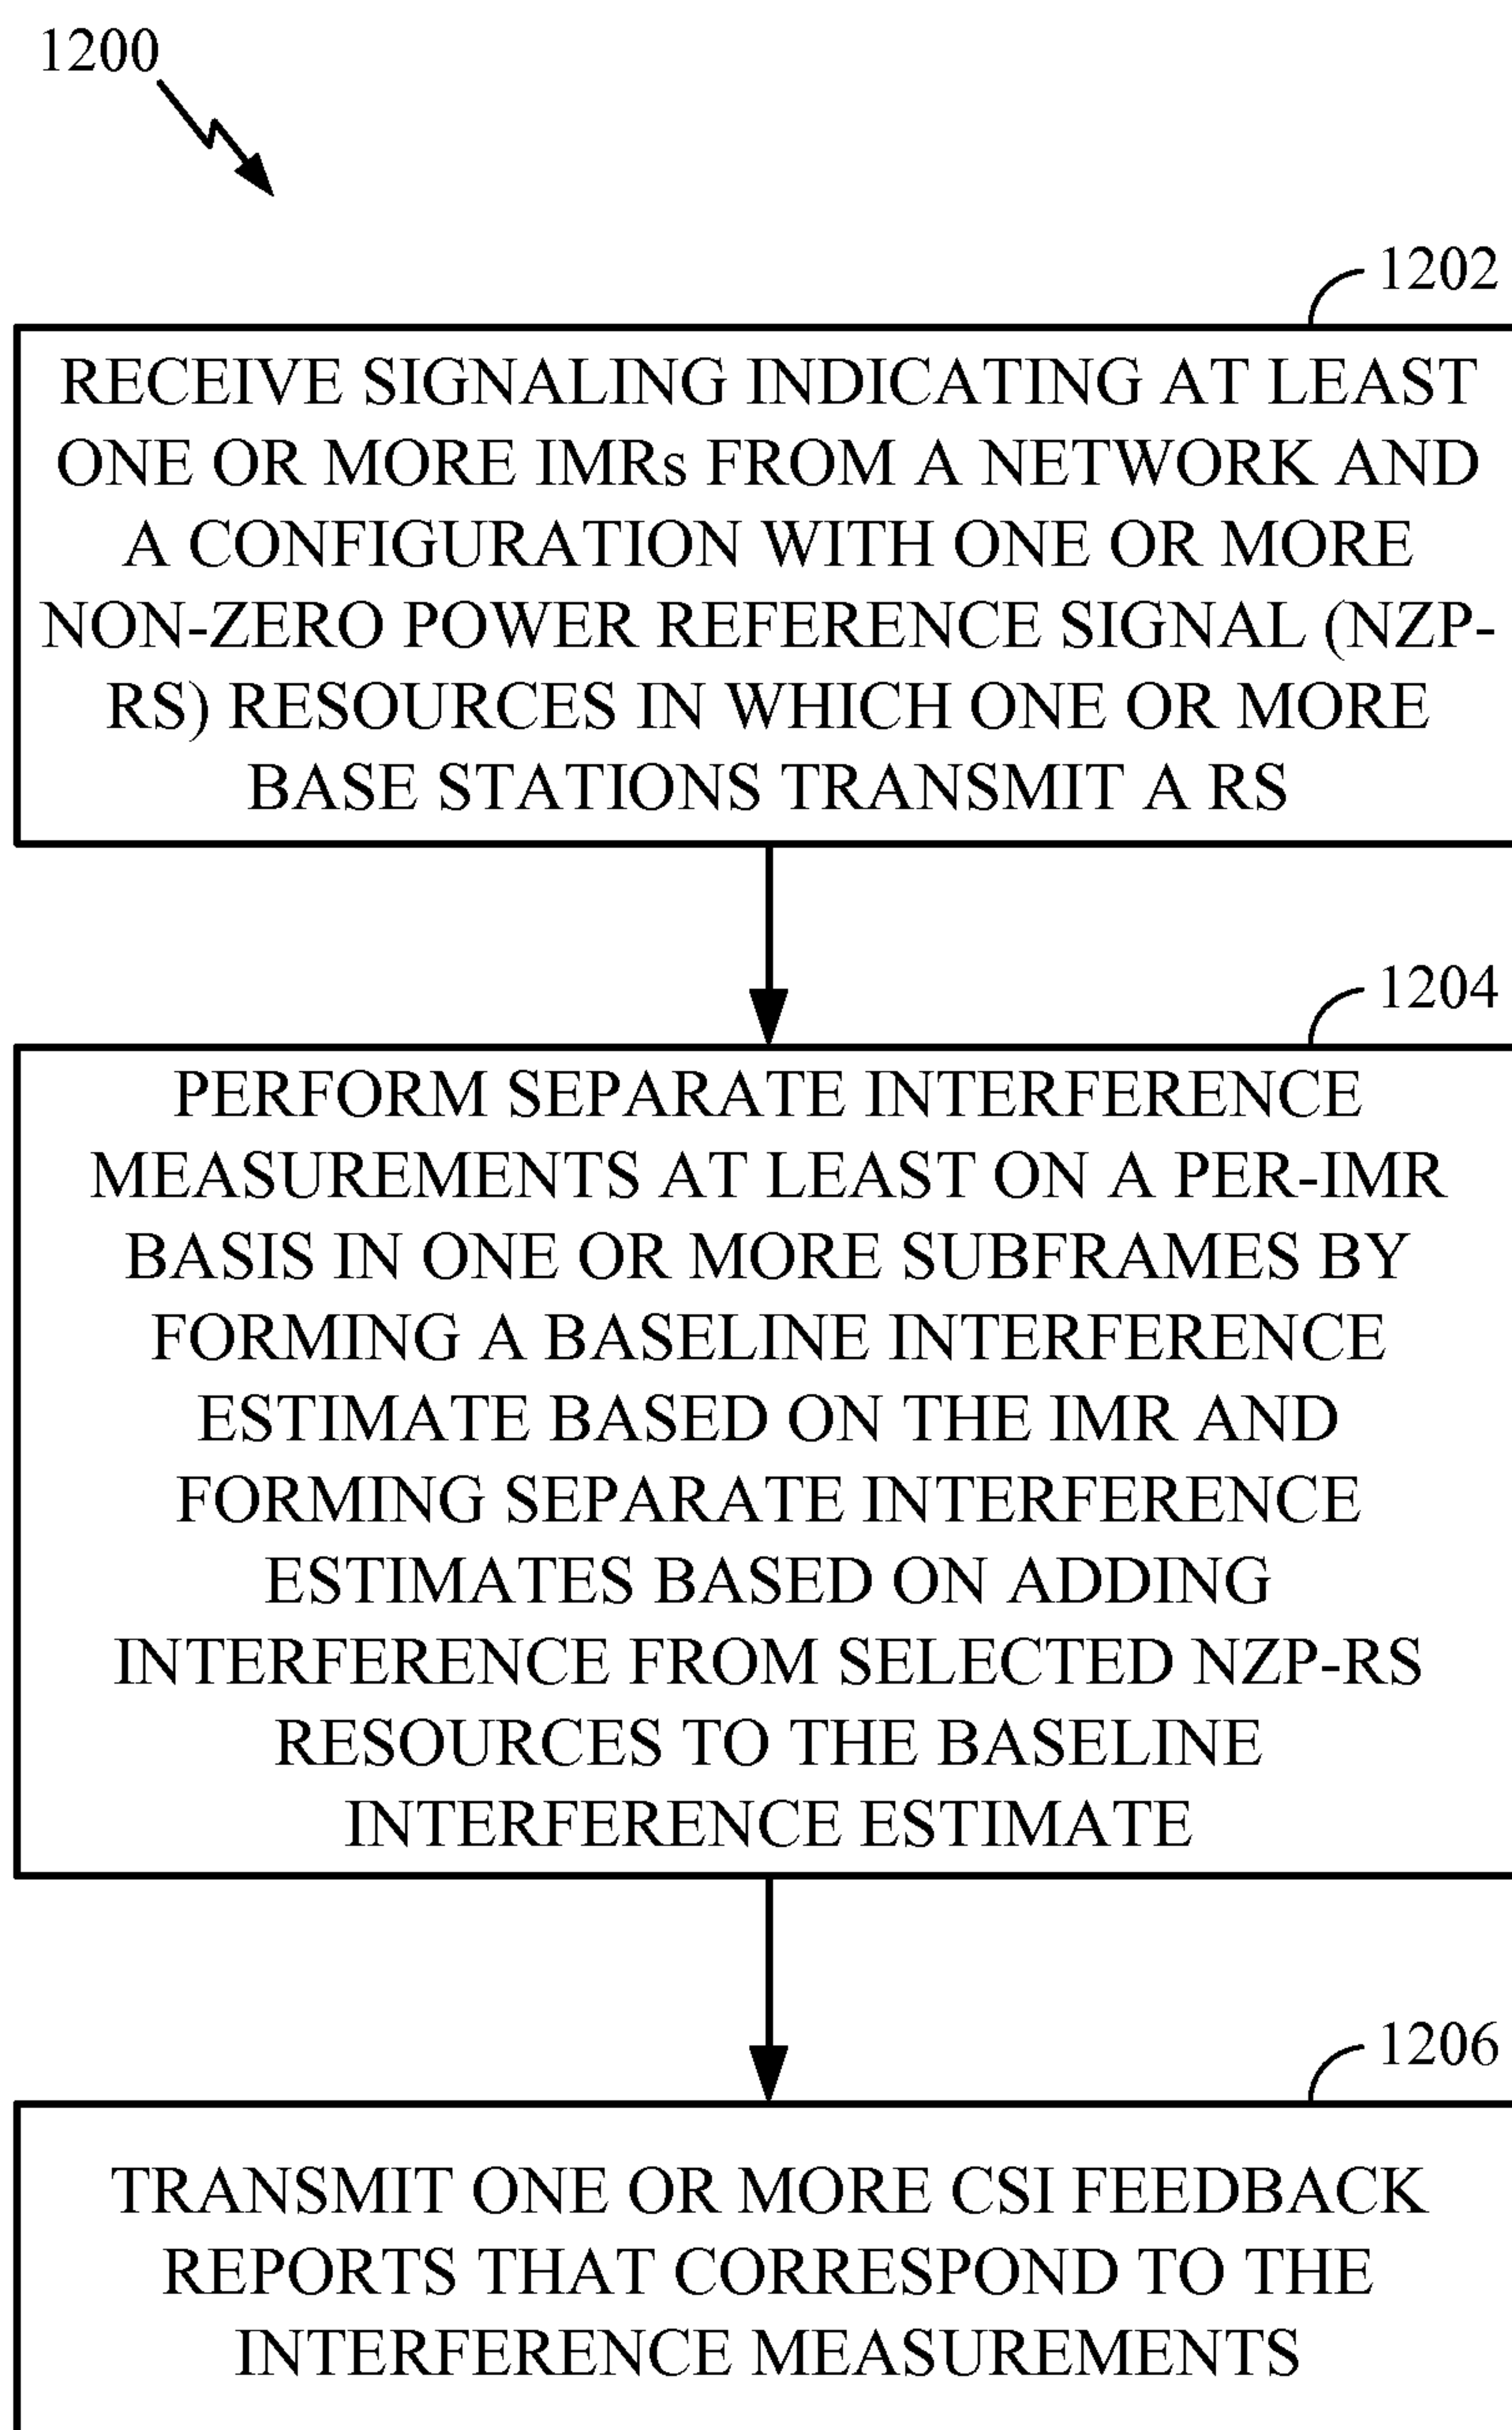 1200
1202
RECEIVE SIGNALING INDICATING AT LEAST
ONE OR MORE IMRs FROM A NETWORK AND
A CONFIGURATION WITH ONE OR MORE
NON-ZERO POWER REFERENCE SIGNAL (NZP-
RS) RESOURCES IN WHICH ONE OR MORE
BASE STATIONS TRANSMIT A RS
1204
PERFORM SEPARATE INTERFERENCE
MEASUREMENTS AT LEAST ON A PER-IMR
BASIS IN ONE OR MORE SUBFRAMES BY
FORMING A BASELINE INTERFERENCE
ESTIMATE BASED ON THE IMR AND
FORMING SEPARATE INTERFERENCE
ESTIMATES BASED ON ADDING
INTERFERENCE FROM SELECTED NZP-RS
RESOURCES TO THE BASELINE
INTERFERENCE ESTIMATE
1206
TRANSMIT ONE OR MORE CSI FEEDBACK
REPORTS THAT CORRESPOND TO THE
INTERFERENCE MEASUREMENTS